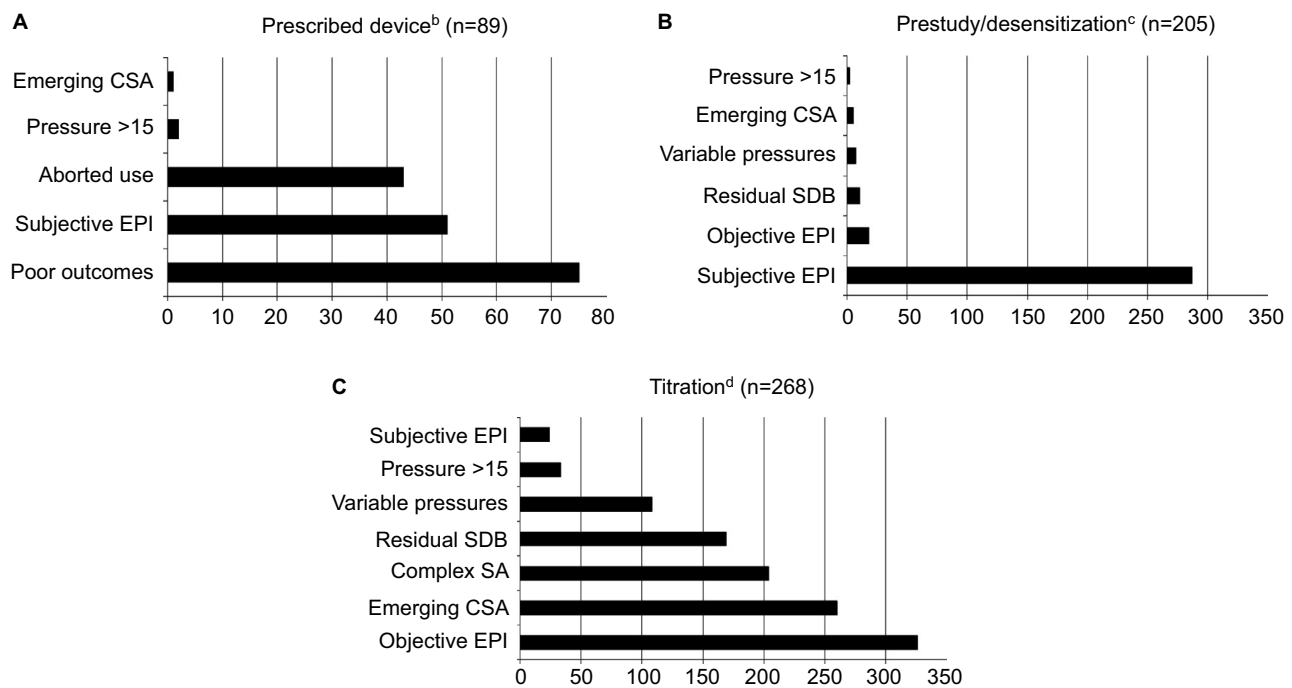 A
Prescribed deviceᵇ (n=89)
Emerging CSA
Pressure >15
Aborted use
Subjective EPI
Poor outcomes
0 10 20 30 40 50 60 70 80
B
Prestudy/desensitizationᶜ (n=205)
Pressure >15
Emerging CSA
Variable pressures
Residual SDB
Objective EPI
Subjective EPI
0 50 100 150 200 250 300 350
C
Titrationᵈ (n=268)
Subjective EPI
Pressure >15
Variable pressures
Residual SDB
Complex SA
Emerging CSA
Objective EPI
0 50 100 150 200 250 300 350